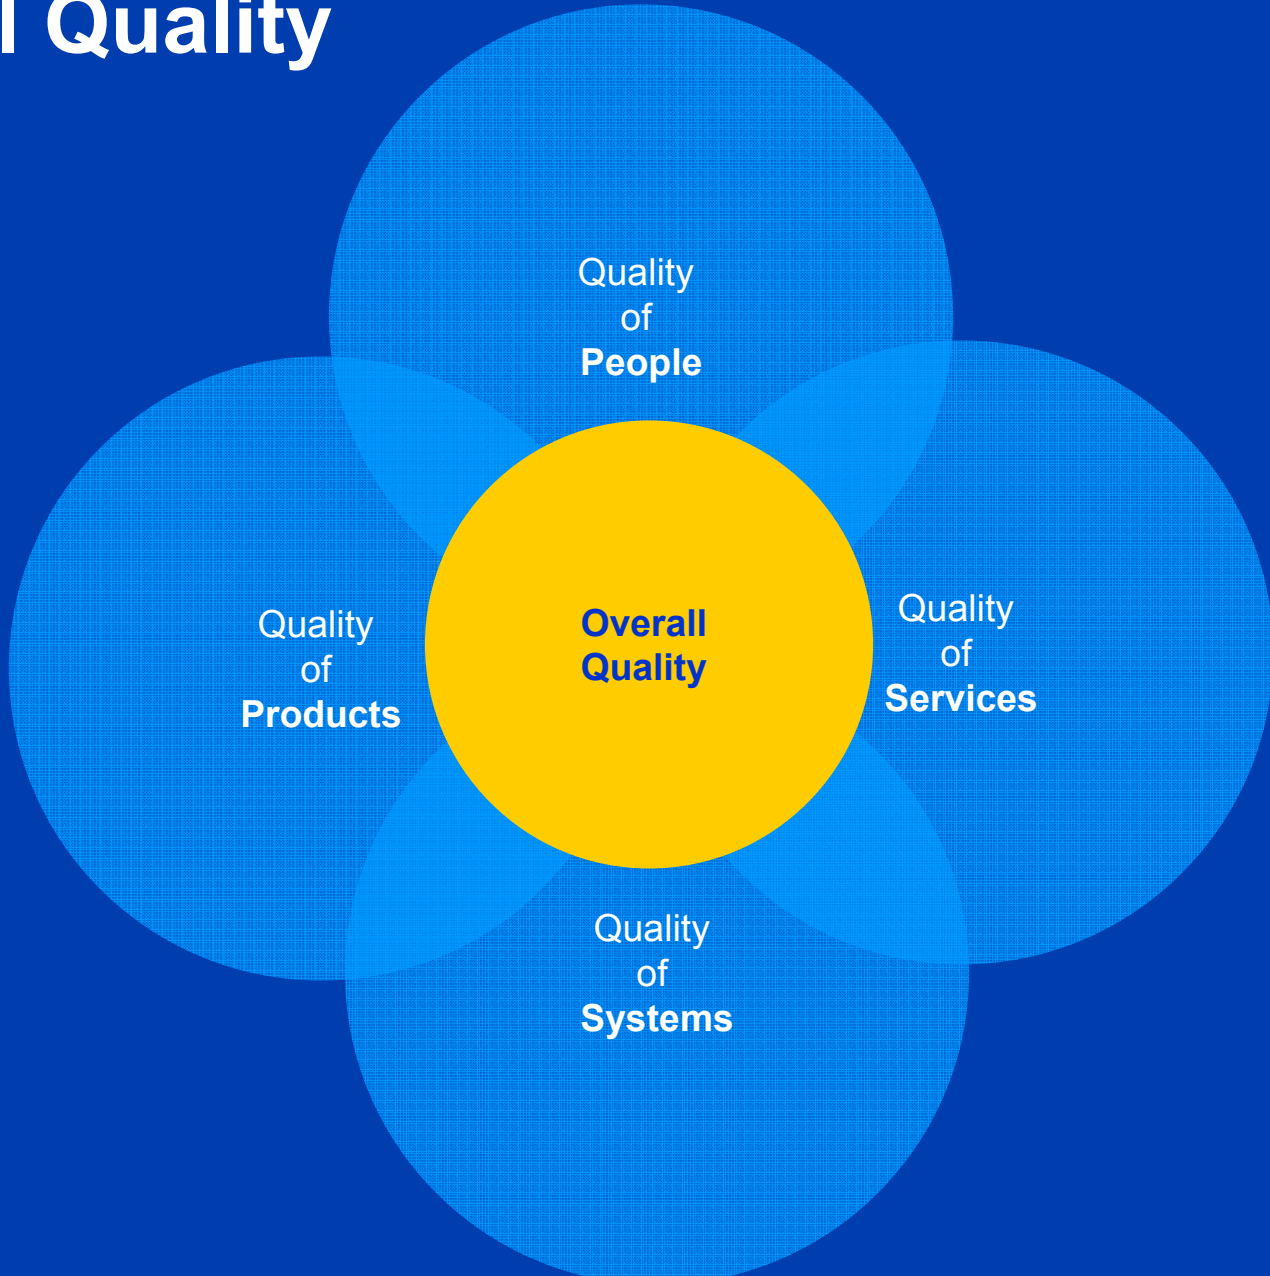 l Quality
Quality
of
People
Quality
of
Products
Overall
Quality
Quality
of
Services
Quality
of
Systems